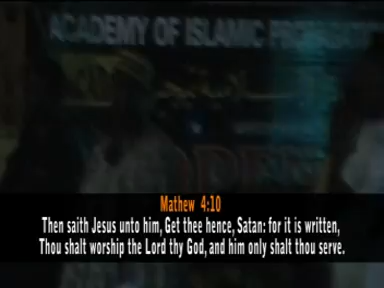 ACADEMY OF ISLAMIC
Mathew 4:10
Then saith Jesus unto him, Get thee hence, Satan: for it is written,
Thou shalt worship the Lord thy God, and him only shalt thou serve.